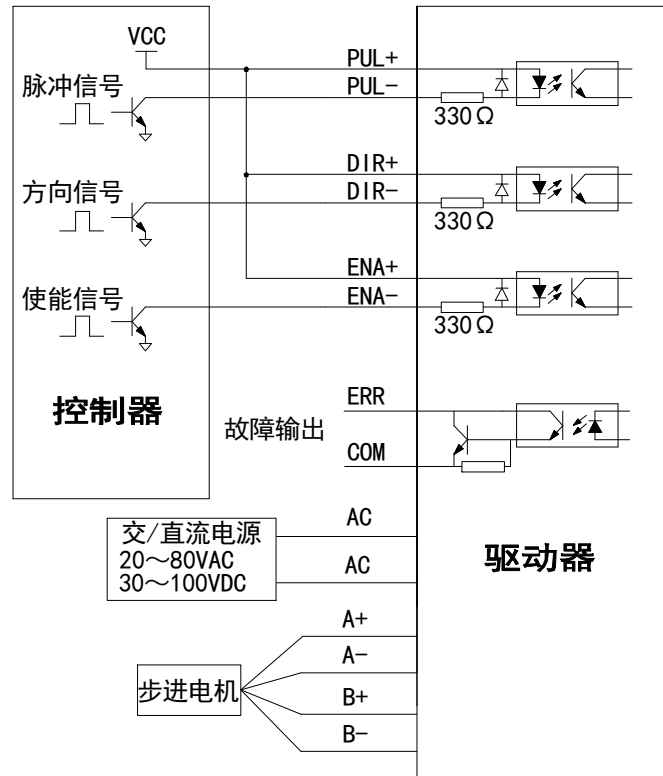 VCC
PUL+
脉冲信号
PUL-
330Ω
DIR+
方向信号
DIR-
330Ω
ENA+
使能信号
ENA-
330Ω
控制器
ERR
故障输出
COM
驱动器
AC
交/直流电源
20～80VAC
AC
30～100VDC
A+
A-
步进电机
B+
B-